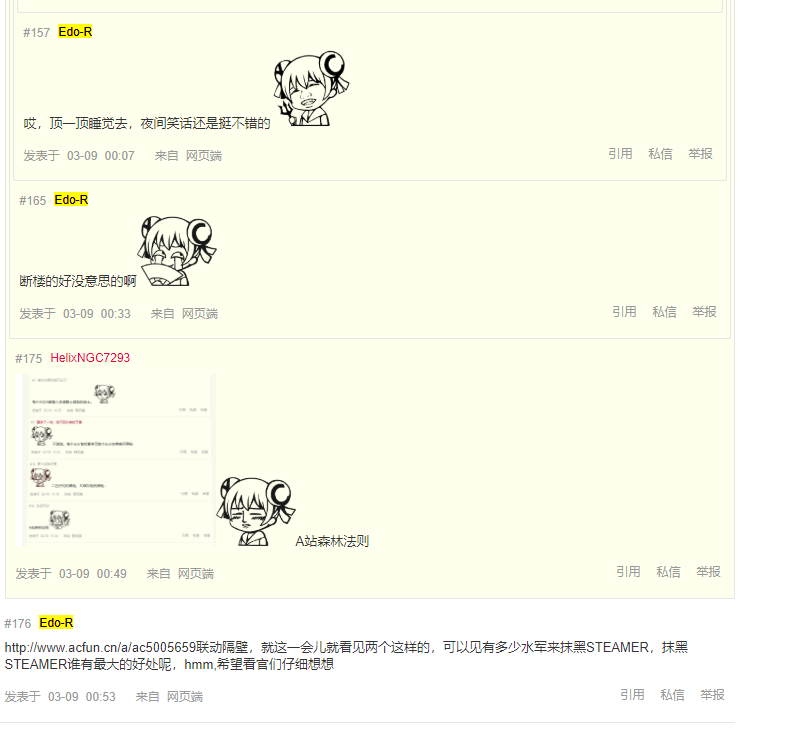 #157 Edo-R
哎，顶一顶睡觉去，夜间笑话还是挺不错的
发表于 03-09 00:07 来自 网页端 引用 私信 举报
#165 Edo-R
断楼的好没意思的啊
发表于 03-09 00:33 来自 网页端 引用 私信 举报
#175 HelixNGC7293
A站森林法则
发表于 03-09 00:49 来自 网页端 引用 私信 举报
#176 Edo-R
http://www.acfun.cn/a/ac5005659联动隔壁，就这一会儿就看见两个这样的，可以见有多少水军来抹黑STEAMER，抹黑
STEAMER谁有最大的好处呢，hmm,希望看官们仔细想想
发表于 03-09 00:53 来自 网页端 引用 私信 举报